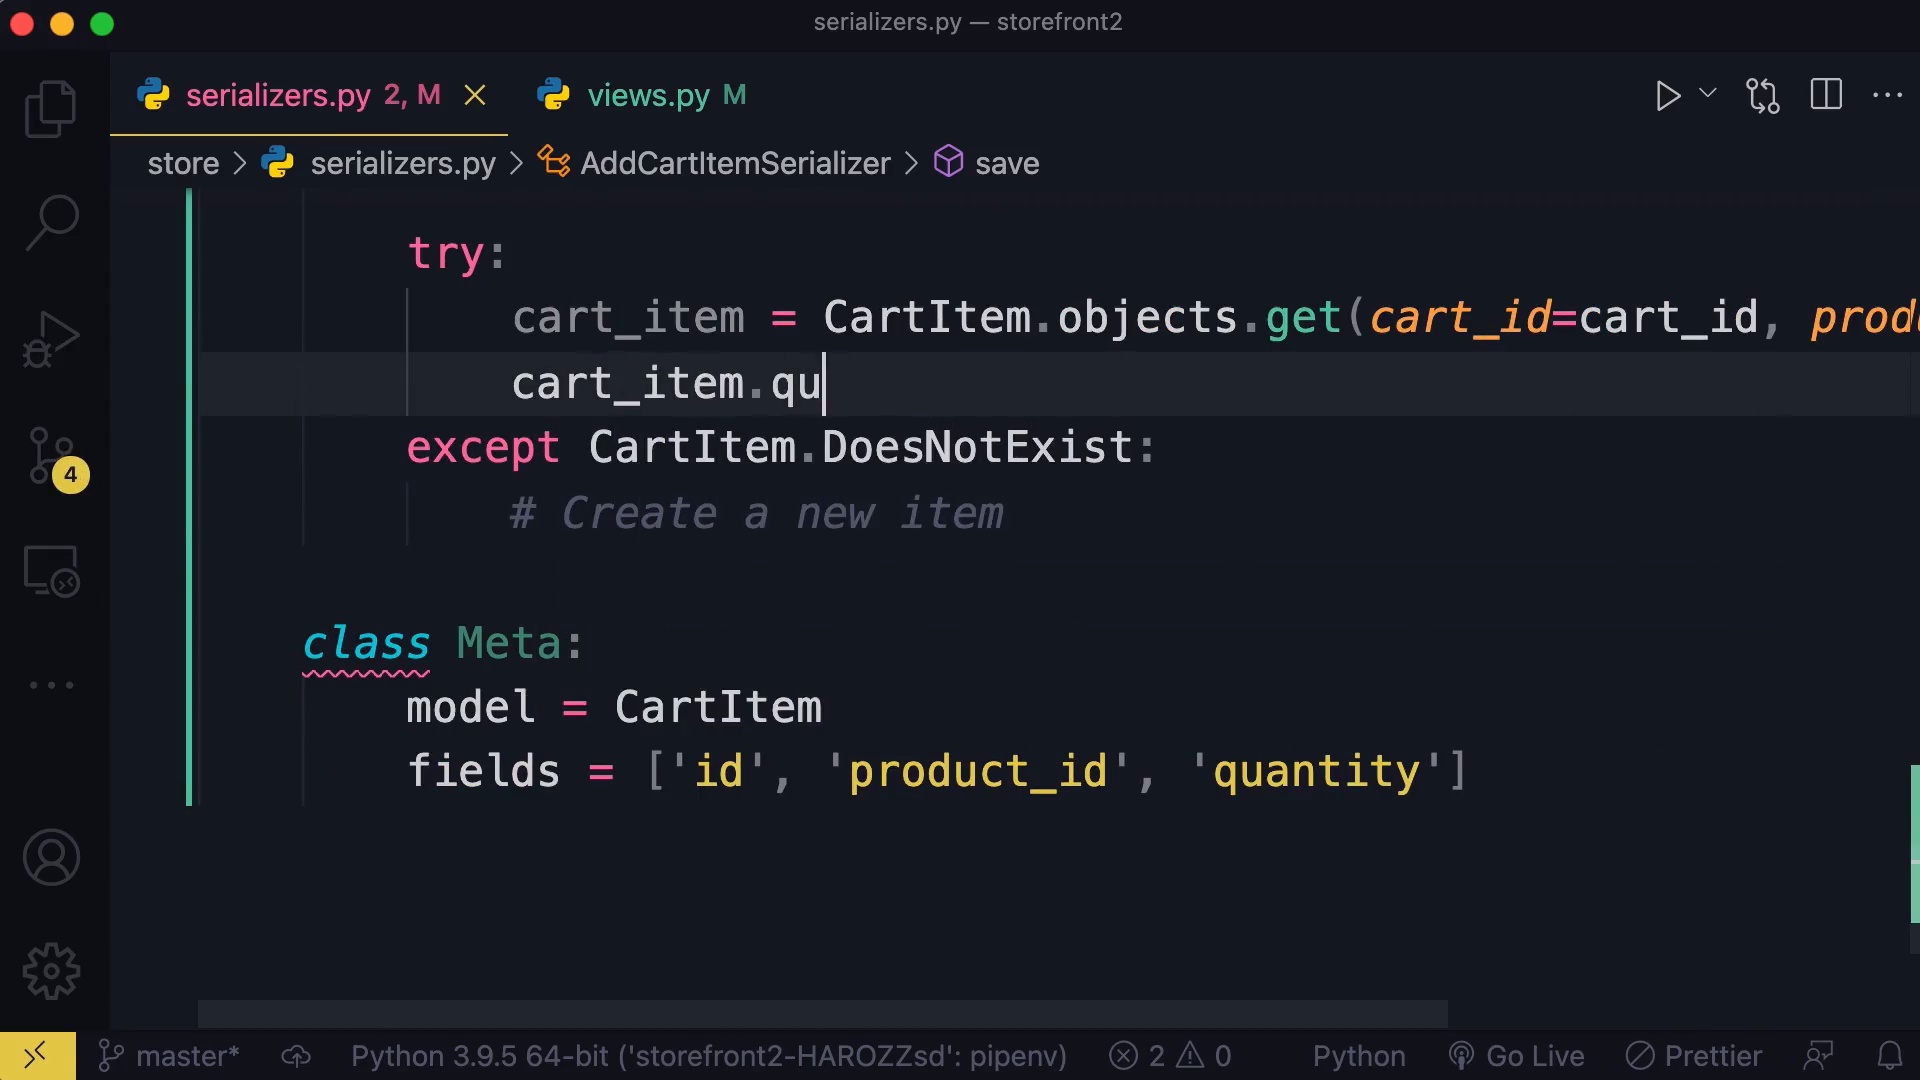 serializers.py — storefront2
serializers.py 2, M
views.py M
store > serializers.py > AddCartItemSerializer > save
try:
cart_item = CartItem.objects.get(cart_id=cart_id, prod
cart_item.qu
except CartItem.DoesNotExist:
# Create a new item
class Meta:
model = CartItem
fields = ['id', 'product_id', 'quantity']
4
master* Python 3.9.5 64-bit ('storefront2-HAROZZsd': pipenv) 2 0 Python Go Live Prettier